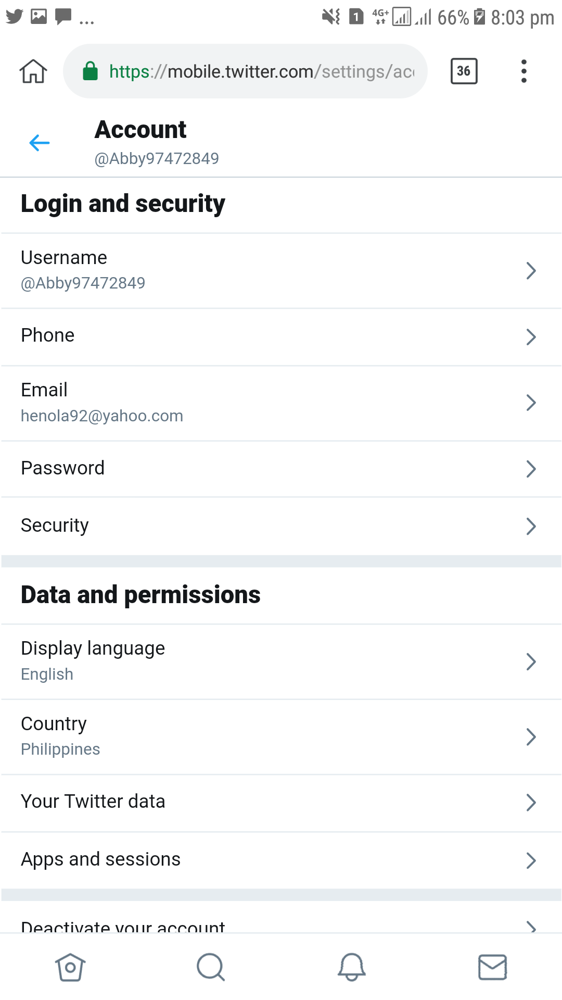 ... 1 4G+ 66% 8:03 pm
https://mobile.twitter.com/settings/acc 36
Account
@Abby97472849
Login and security
Username
@Abby97472849
Phone
Email
henola92@yahoo.com
Password
Security
Data and permissions
Display language
English
Country
Philippines
Your Twitter data
Apps and sessions
Deactivate your account